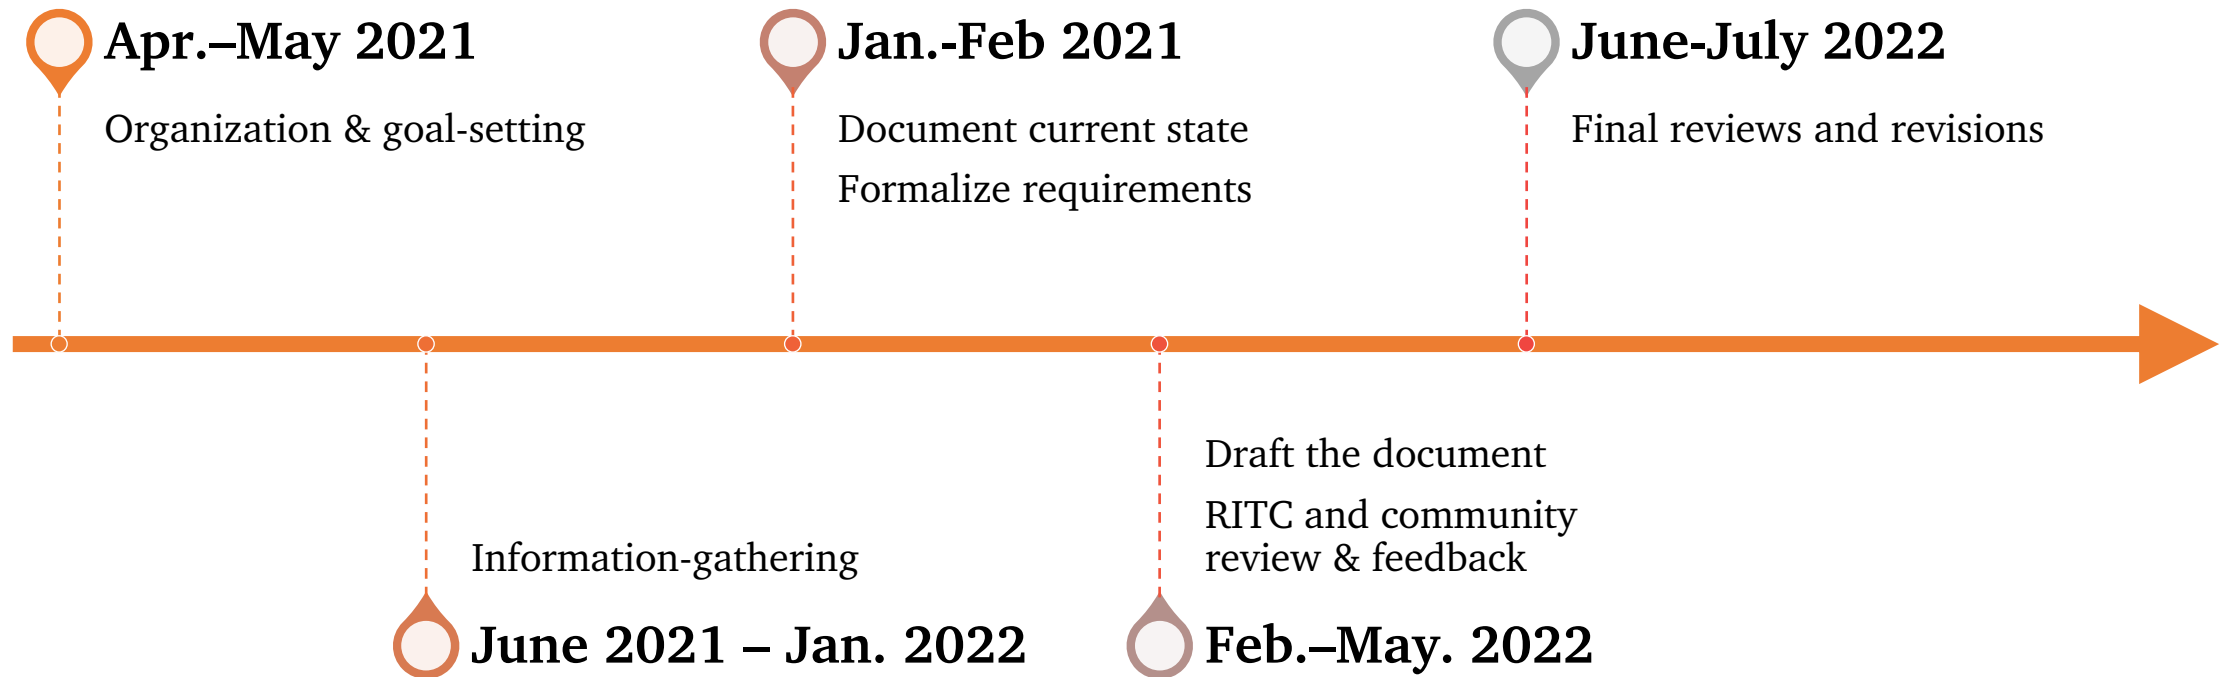 Apr.–May 2021
Organization & goal-setting
June 2021 – Jan. 2022
Information-gathering
Jan.-Feb 2021
Document current state
Formalize requirements
Feb.–May. 2022
Draft the document
RITC and community
review & feedback
June-July 2022
Final reviews and revisions